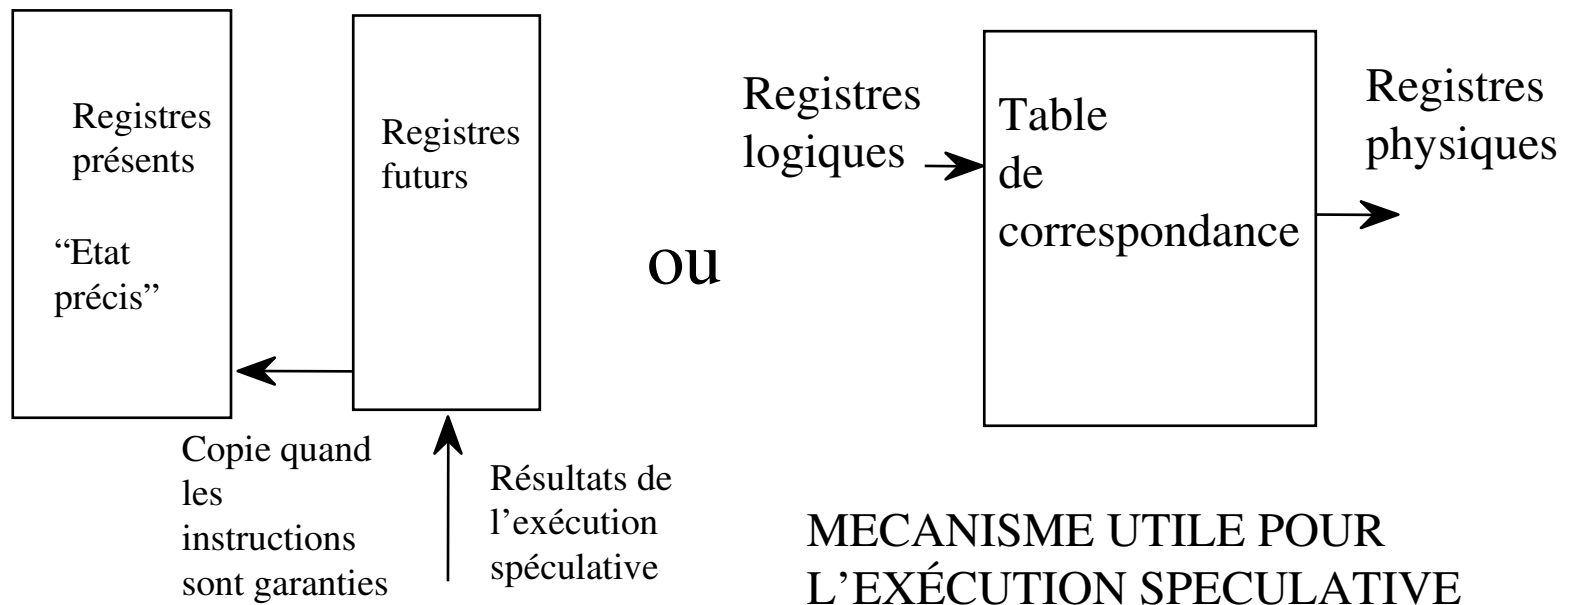 Registres
présents
“Etat
précis”
Registres
futurs
Copie quand
les
instructions
sont garanties
Résultats de
l’exécution
spéculative
ou
Registres
logiques
Table
de
correspondance
Registres
physiques
MECANISME UTILE POUR
L’EXÉCUTION SPECULATIVE